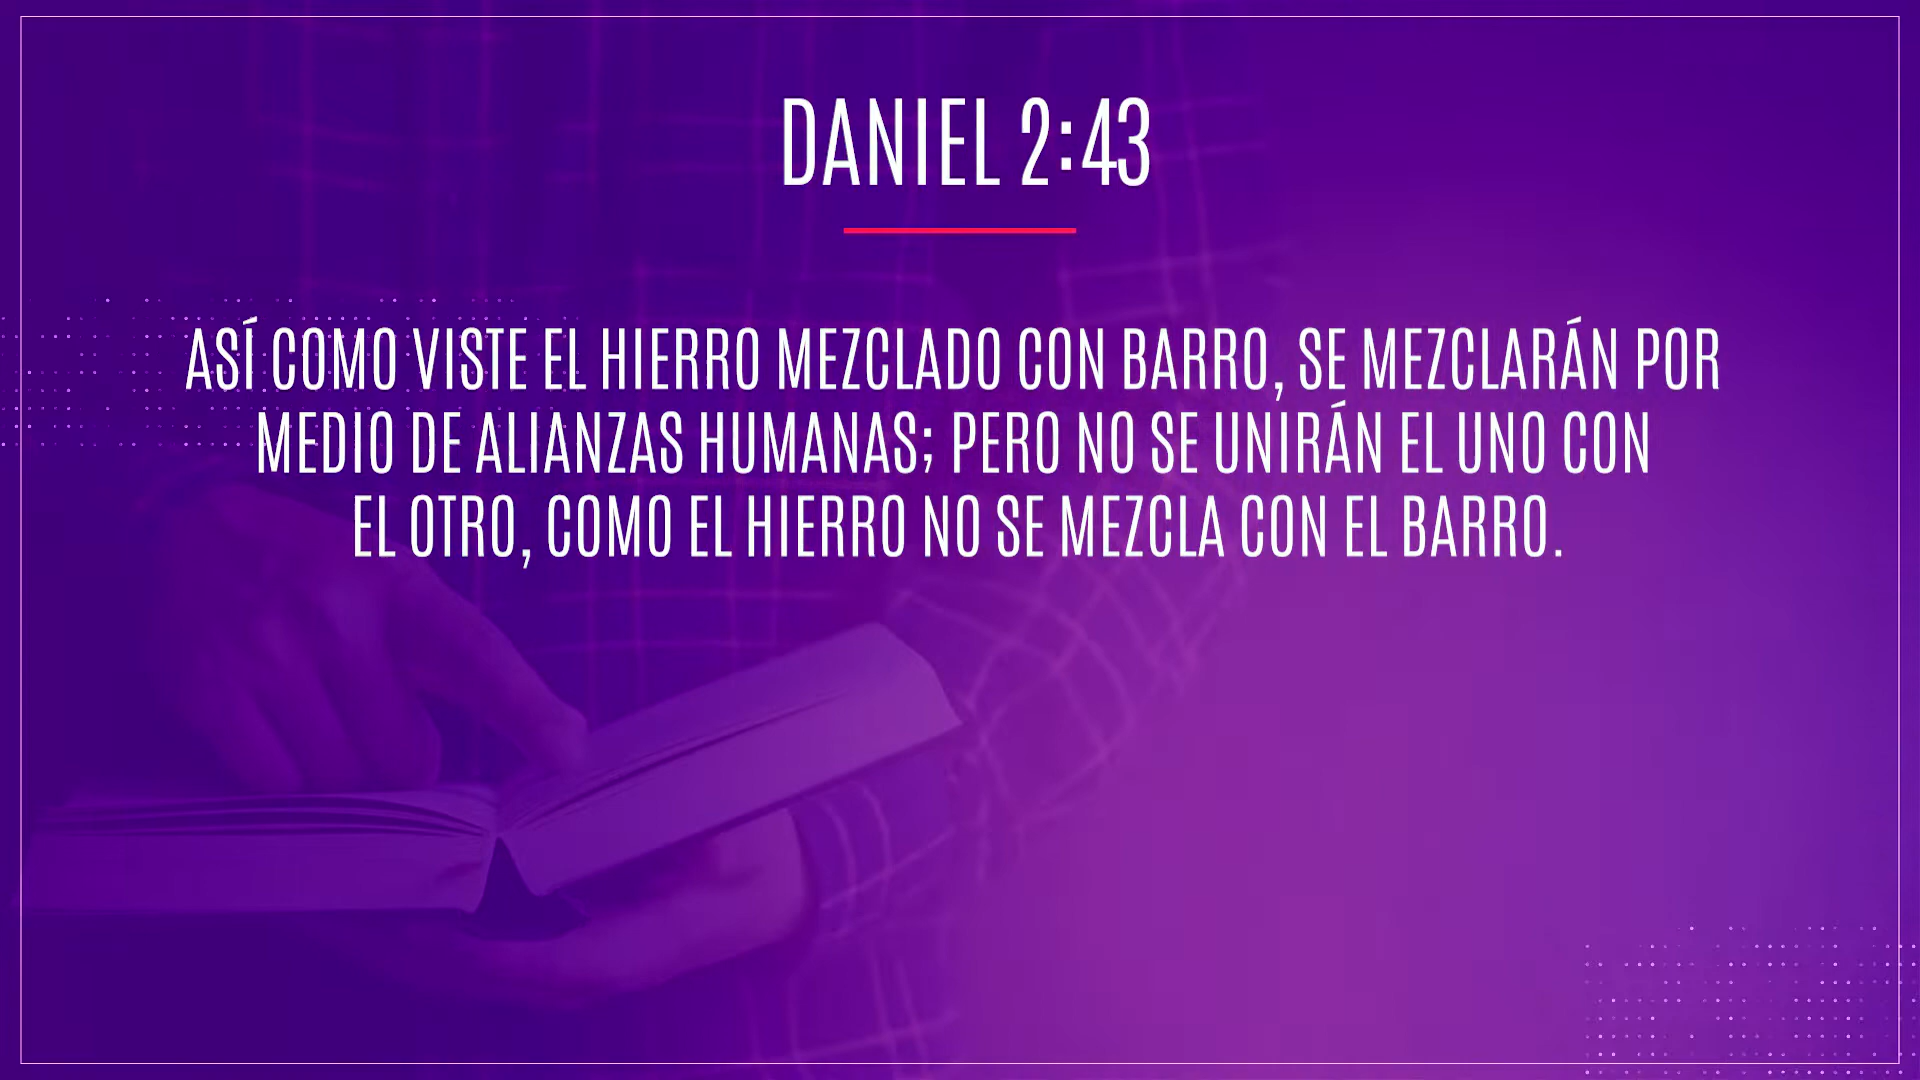 DANIEL 2:43
ASÍ COMO VISTE EL HIERRO MEZCLADO CON BARRO, SE MEZCLARÁN POR
MEDIO DE ALIANZAS HUMANAS; PERO NO SE UNIRÁN EL UNO CON
EL OTRO, COMO EL HIERRO NO SE MEZCLA CON EL BARRO.